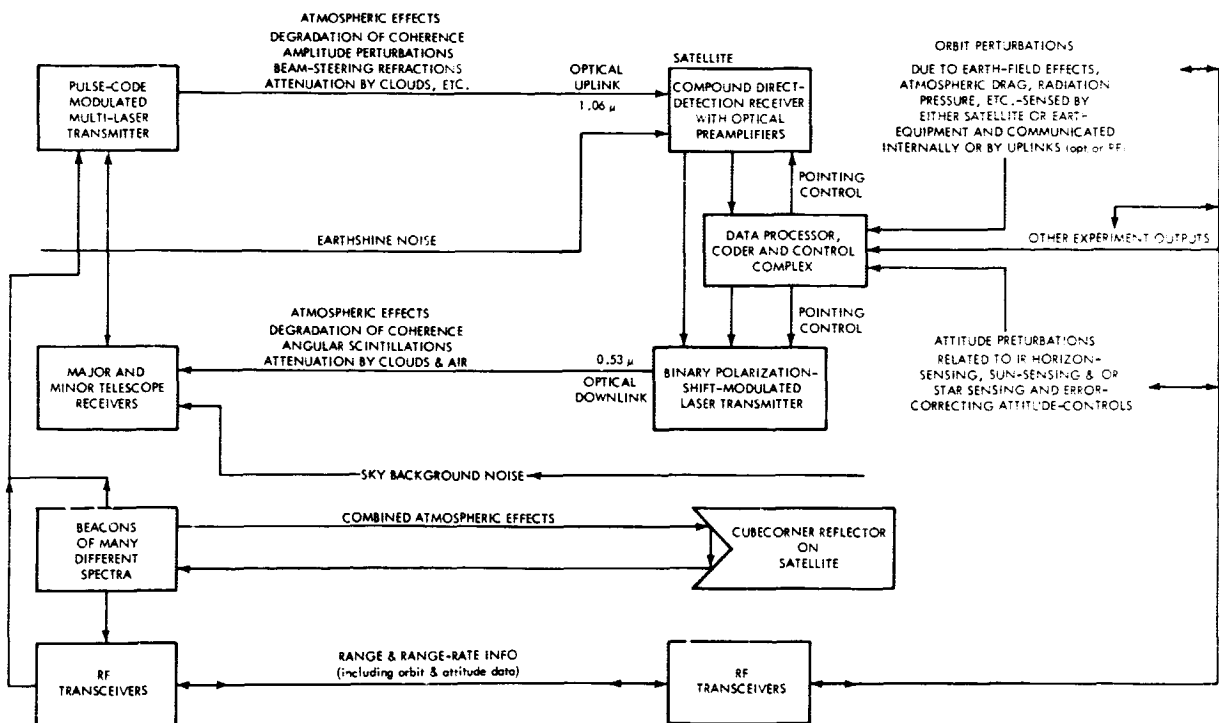 ATMOSPHERIC EFFECTS
DEGRADATION OF COHERENCE
AMPLITUDE PERTURBATIONS
BEAM-STEERING REFRACTIONS
ATTENUATION BY CLOUDS, ETC.
PULSE-CODE
MODULATED
MULTI-LASER
TRANSMITTER
OPTICAL
UPLINK
1.06 μ
SATELLITE
COMPOUND DIRECT-
DETECTION RECEIVER
WITH OPTICAL
PREAMPLIFIERS
ORBIT PERTURBATIONS
DUE TO EARTH-FIELD EFFECTS,
ATMOSPHERIC DRAG, RADIATION
PRESSURE, ETC.-SENSED BY
EITHER SATELLITE OR EARTH-
EQUIPMENT AND COMMUNICATED
INTERNALLY OR BY UPLINKS (opt or RF)
POINTING
CONTROL
EARTHSHINE NOISE
DATA PROCESSOR,
CODER AND CONTROL
COMPLEX
OTHER EXPERIMENT OUTPUTS
POINTING
CONTROL
ATMOSPHERIC EFFECTS
DEGRADATION OF COHERENCE
ANGULAR SCINTILLATIONS
ATTENUATION BY CLOUDS & AIR
MAJOR AND
MINOR TELESCOPE
RECEIVERS
0.53 μ
OPTICAL
DOWNLINK
BINARY POLARIZATION-
SHIFT-MODULATED
LASER TRANSMITTER
ATTITUDE PRETURBATIONS
RELATED TO IR HORIZON-
SENSING, SUN-SENSING & OR
STAR SENSING AND ERROR-
CORRECTING ATTITUDE-CONTROLS
SKY BACKGROUND NOISE
BEACONS
OF MANY
DIFFERENT
SPECTRA
COMBINED ATMOSPHERIC EFFECTS
CUBECORNER REFLECTOR
ON
SATELLITE
RF
TRANSCEIVERS
RANGE & RANGE-RATE INFO
(including orbit & attitude data)
RF
TRANSCEIVERS